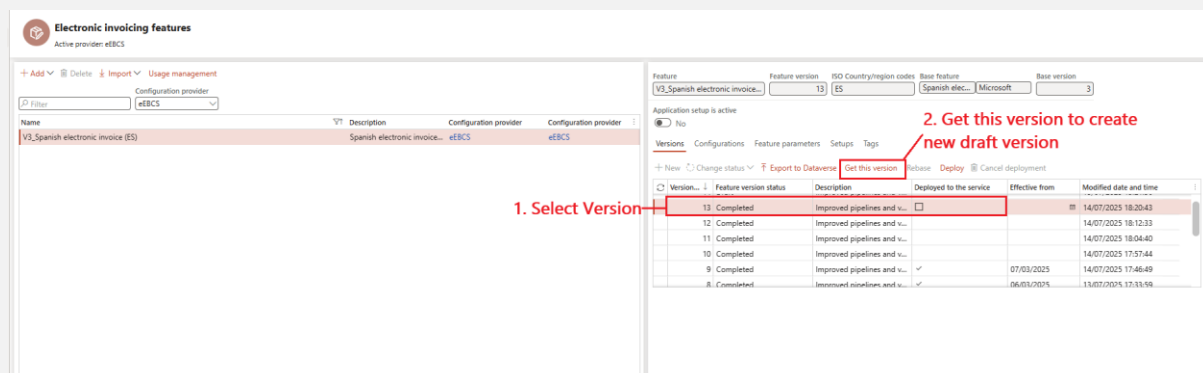 Electronic invoicing features
Active provider: eEBCS
Add Delete Import Usage management
Configuration provider
Filter eEBCS
Name Description Configuration provider Configuration provider
V3_Spanish electronic invoice (ES) Spanish electronic invoice... eEBCS eEBCS
Feature Feature version ISO Country/region codes Base feature Base version
V3_Spanish electronic invoice... 13 ES Spanish elec... Microsoft 3
Application setup is active
No
2. Get this version to create
new draft version
Versions Configurations Feature parameters Setups Tags
New Change status Export to Dataverse Get this version Rebase Deploy Cancel deployment
Version... Feature version status Description Deployed to the service Effective from Modified date and time
1. Select Version
13 Completed Improved pipelines and v... 14/07/2025 18:20:43
12 Completed Improved pipelines and v... 14/07/2025 18:12:33
11 Completed Improved pipelines and v... 14/07/2025 18:04:40
10 Completed Improved pipelines and v... 14/07/2025 17:57:44
9 Completed Improved pipelines and v... 07/03/2025 14/07/2025 17:46:49
8 Completed Improved pipelines and v... 06/03/2025 13/07/2025 17:33:59